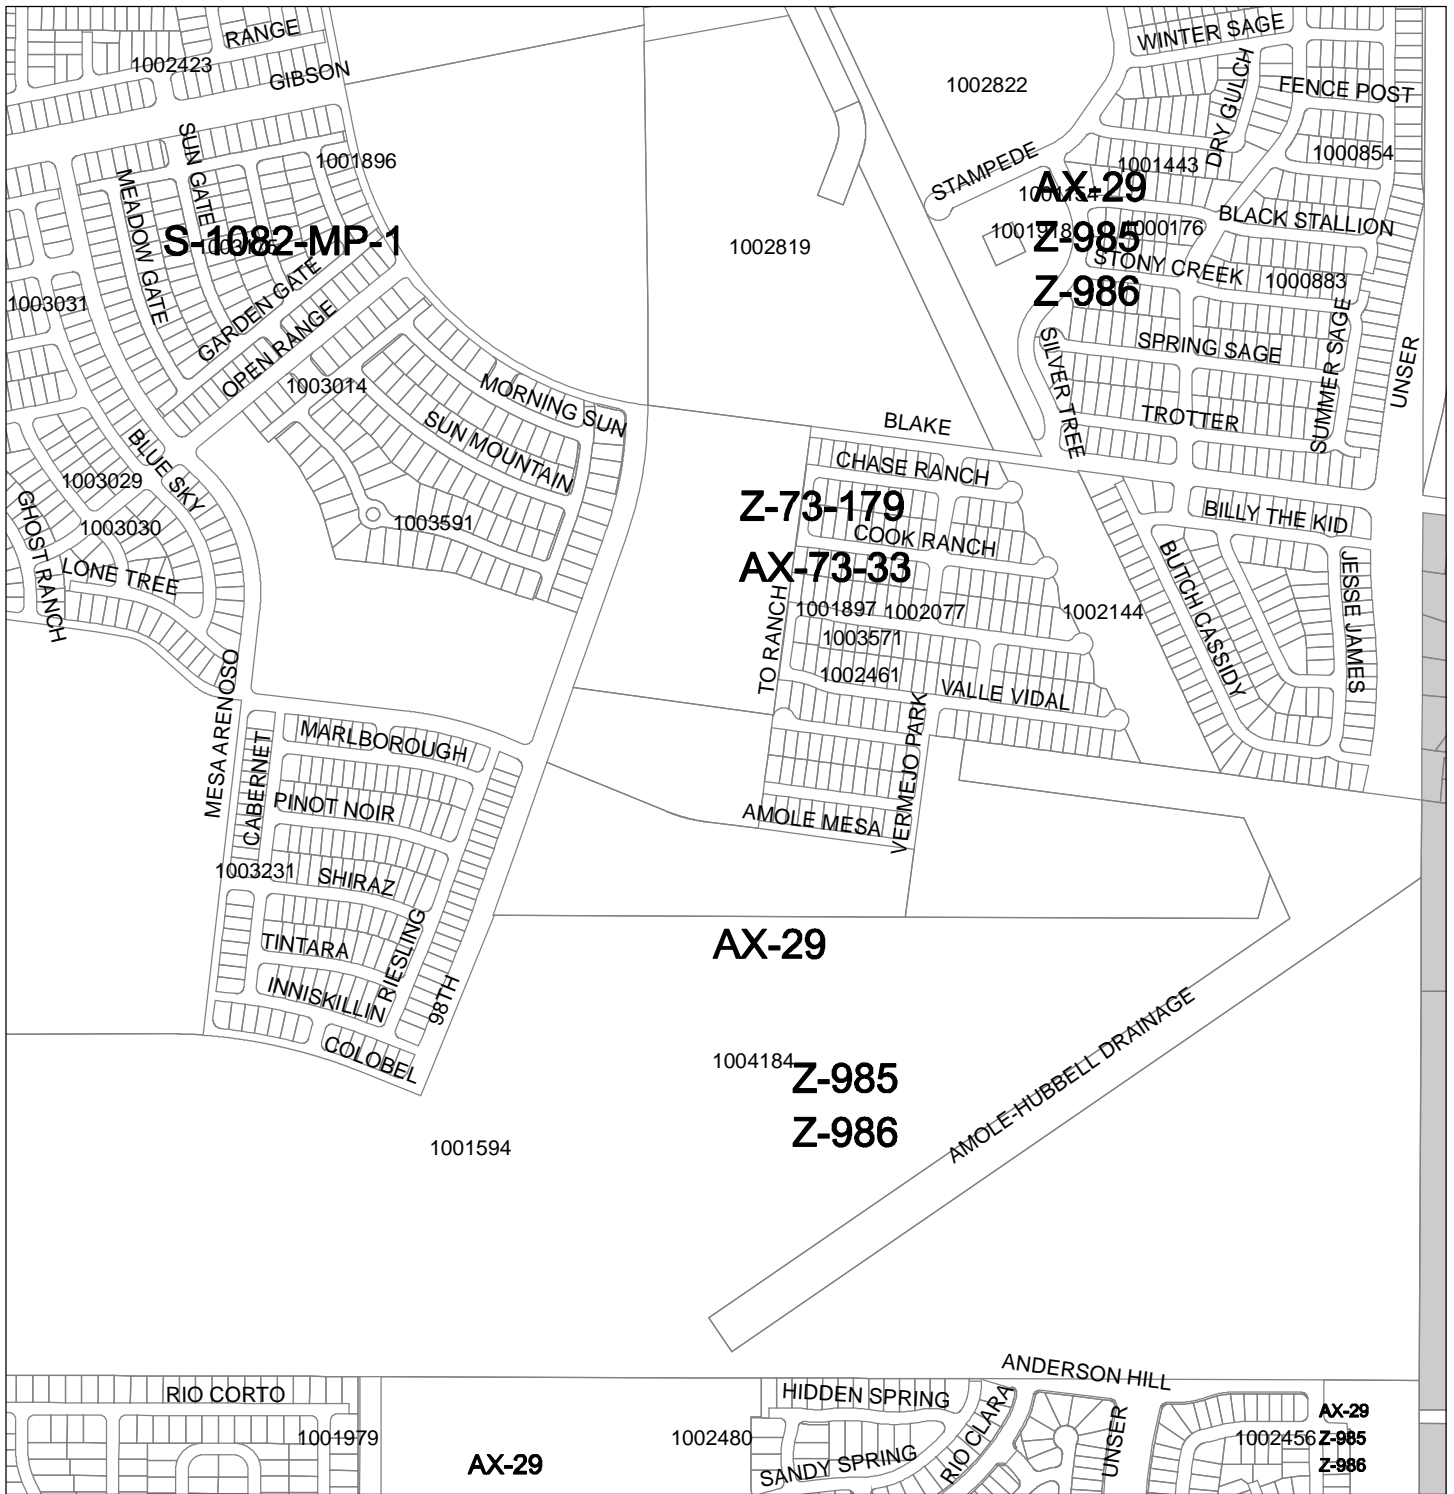 RANGE
WINTER SAGE
1002423
GIBSON
1002822
DRY GULCH
FENCE POST
SUN GATE
1001896
STAMPEDE
1001443
1000854
MEADOW GATE
AX-29
S-1082-MP-1
1002819
Z-985
1000176
BLACK STALLION
STONY CREEK
1000883
1003031
GARDEN GATE
Z-986
OPEN RANGE
SPRING SAGE
SUMMER SAGE
UNSER
1003014
SILVER TREE
MORNING SUN
SUN MOUNTAIN
BLAKE
TROTTER
BLUE SKY
CHASE RANCH
1003029
GHOST RANCH
1003030
1003591
Z-73-179
COOK RANCH
BILLY THE KID
LONE TREE
AX-73-33
BUTCH CASSIDY
JESSE JAMES
1001897
1002077
1002144
TO RANCH
1003571
1002461
VALLE VIDAL
MESA ARENOSO
MARLBOROUGH
VERMEJO PARK
CABERNET
PINOT NOIR
AMOLE MESA
1003231
SHIRAZ
TINTARA
RIESLING
AX-29
INNISKILLIN
98TH
COLOBEL
1004184
Z-985
AMOLE-HUBBELL DRAINAGE
Z-986
1001594
ANDERSON HILL
RIO CORTO
HIDDEN SPRING
RIO CLARA
AX-29
1001979
1002480
UNSER
1002456
Z-985
AX-29
SANDY SPRING
Z-986